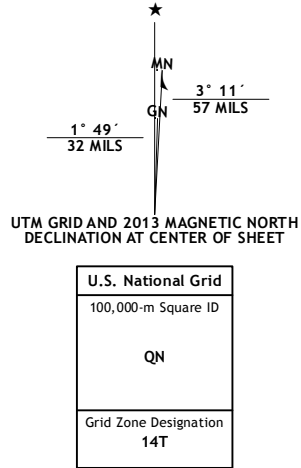 ★
MN
3° 11´
57 MILS
GN
1° 49´
32 MILS
UTM GRID AND 2013 MAGNETIC NORTH
DECLINATION AT CENTER OF SHEET
U.S. National Grid
100,000-m Square ID
QN
Grid Zone Designation
14T